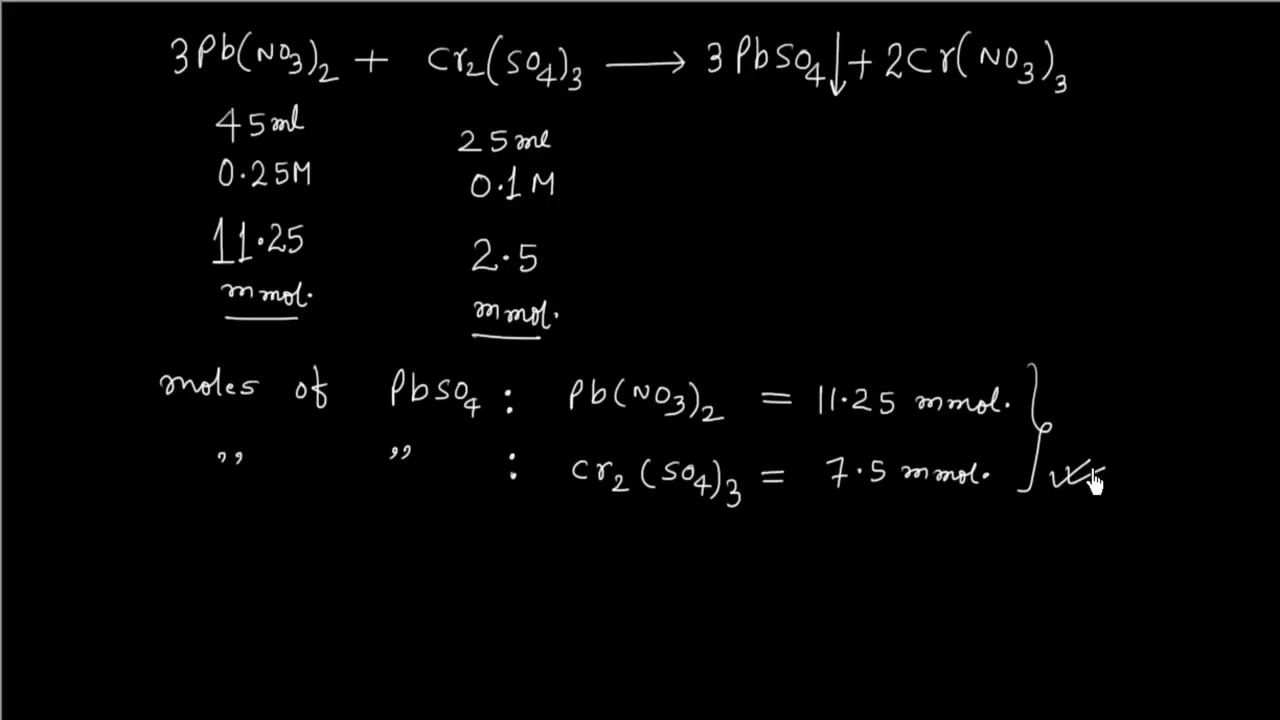 3Pb(NO3)2 + Cr2(SO4)3 ⟶ 3PbSO4↓ + 2Cr(NO3)3
45ml 25ml
0.25M 0.1M
11.25 2.5
mmol. mmol.
moles of PbSO4 : Pb(NO3)2 = 11.25 mmol.
" " : Cr2(SO4)3 = 7.5 mmol.